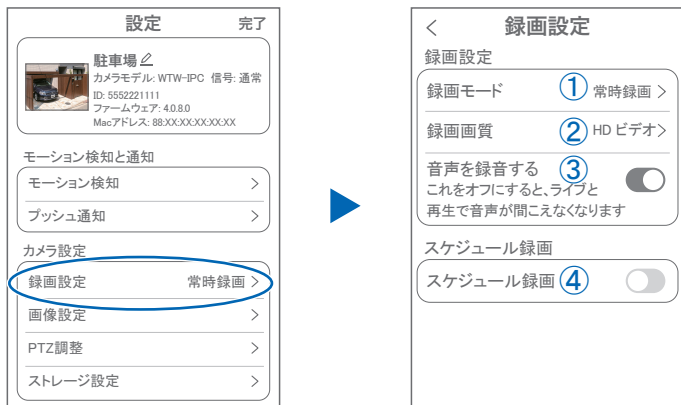 設定 完了
駐車場
カメラモデル: WTW-IPC 信号: 通常
ID: 5552221111
ファームウェア: 4.0.8.0
Macアドレス: 88:XX:XX:XX:XX:XX
モーション検知と通知
モーション検知 >
プッシュ通知 >
カメラ設定
録画設定 常時録画 >
画像設定 >
PTZ調整 >
ストレージ設定 >
< 録画設定
録画設定
録画モード ① 常時録画 >
録画画質 ② HD ビデオ>
音声を録音する ③
これをオフにすると、ライブと
再生で音声が聞こえなくなります
スケジュール録画
スケジュール録画 ④